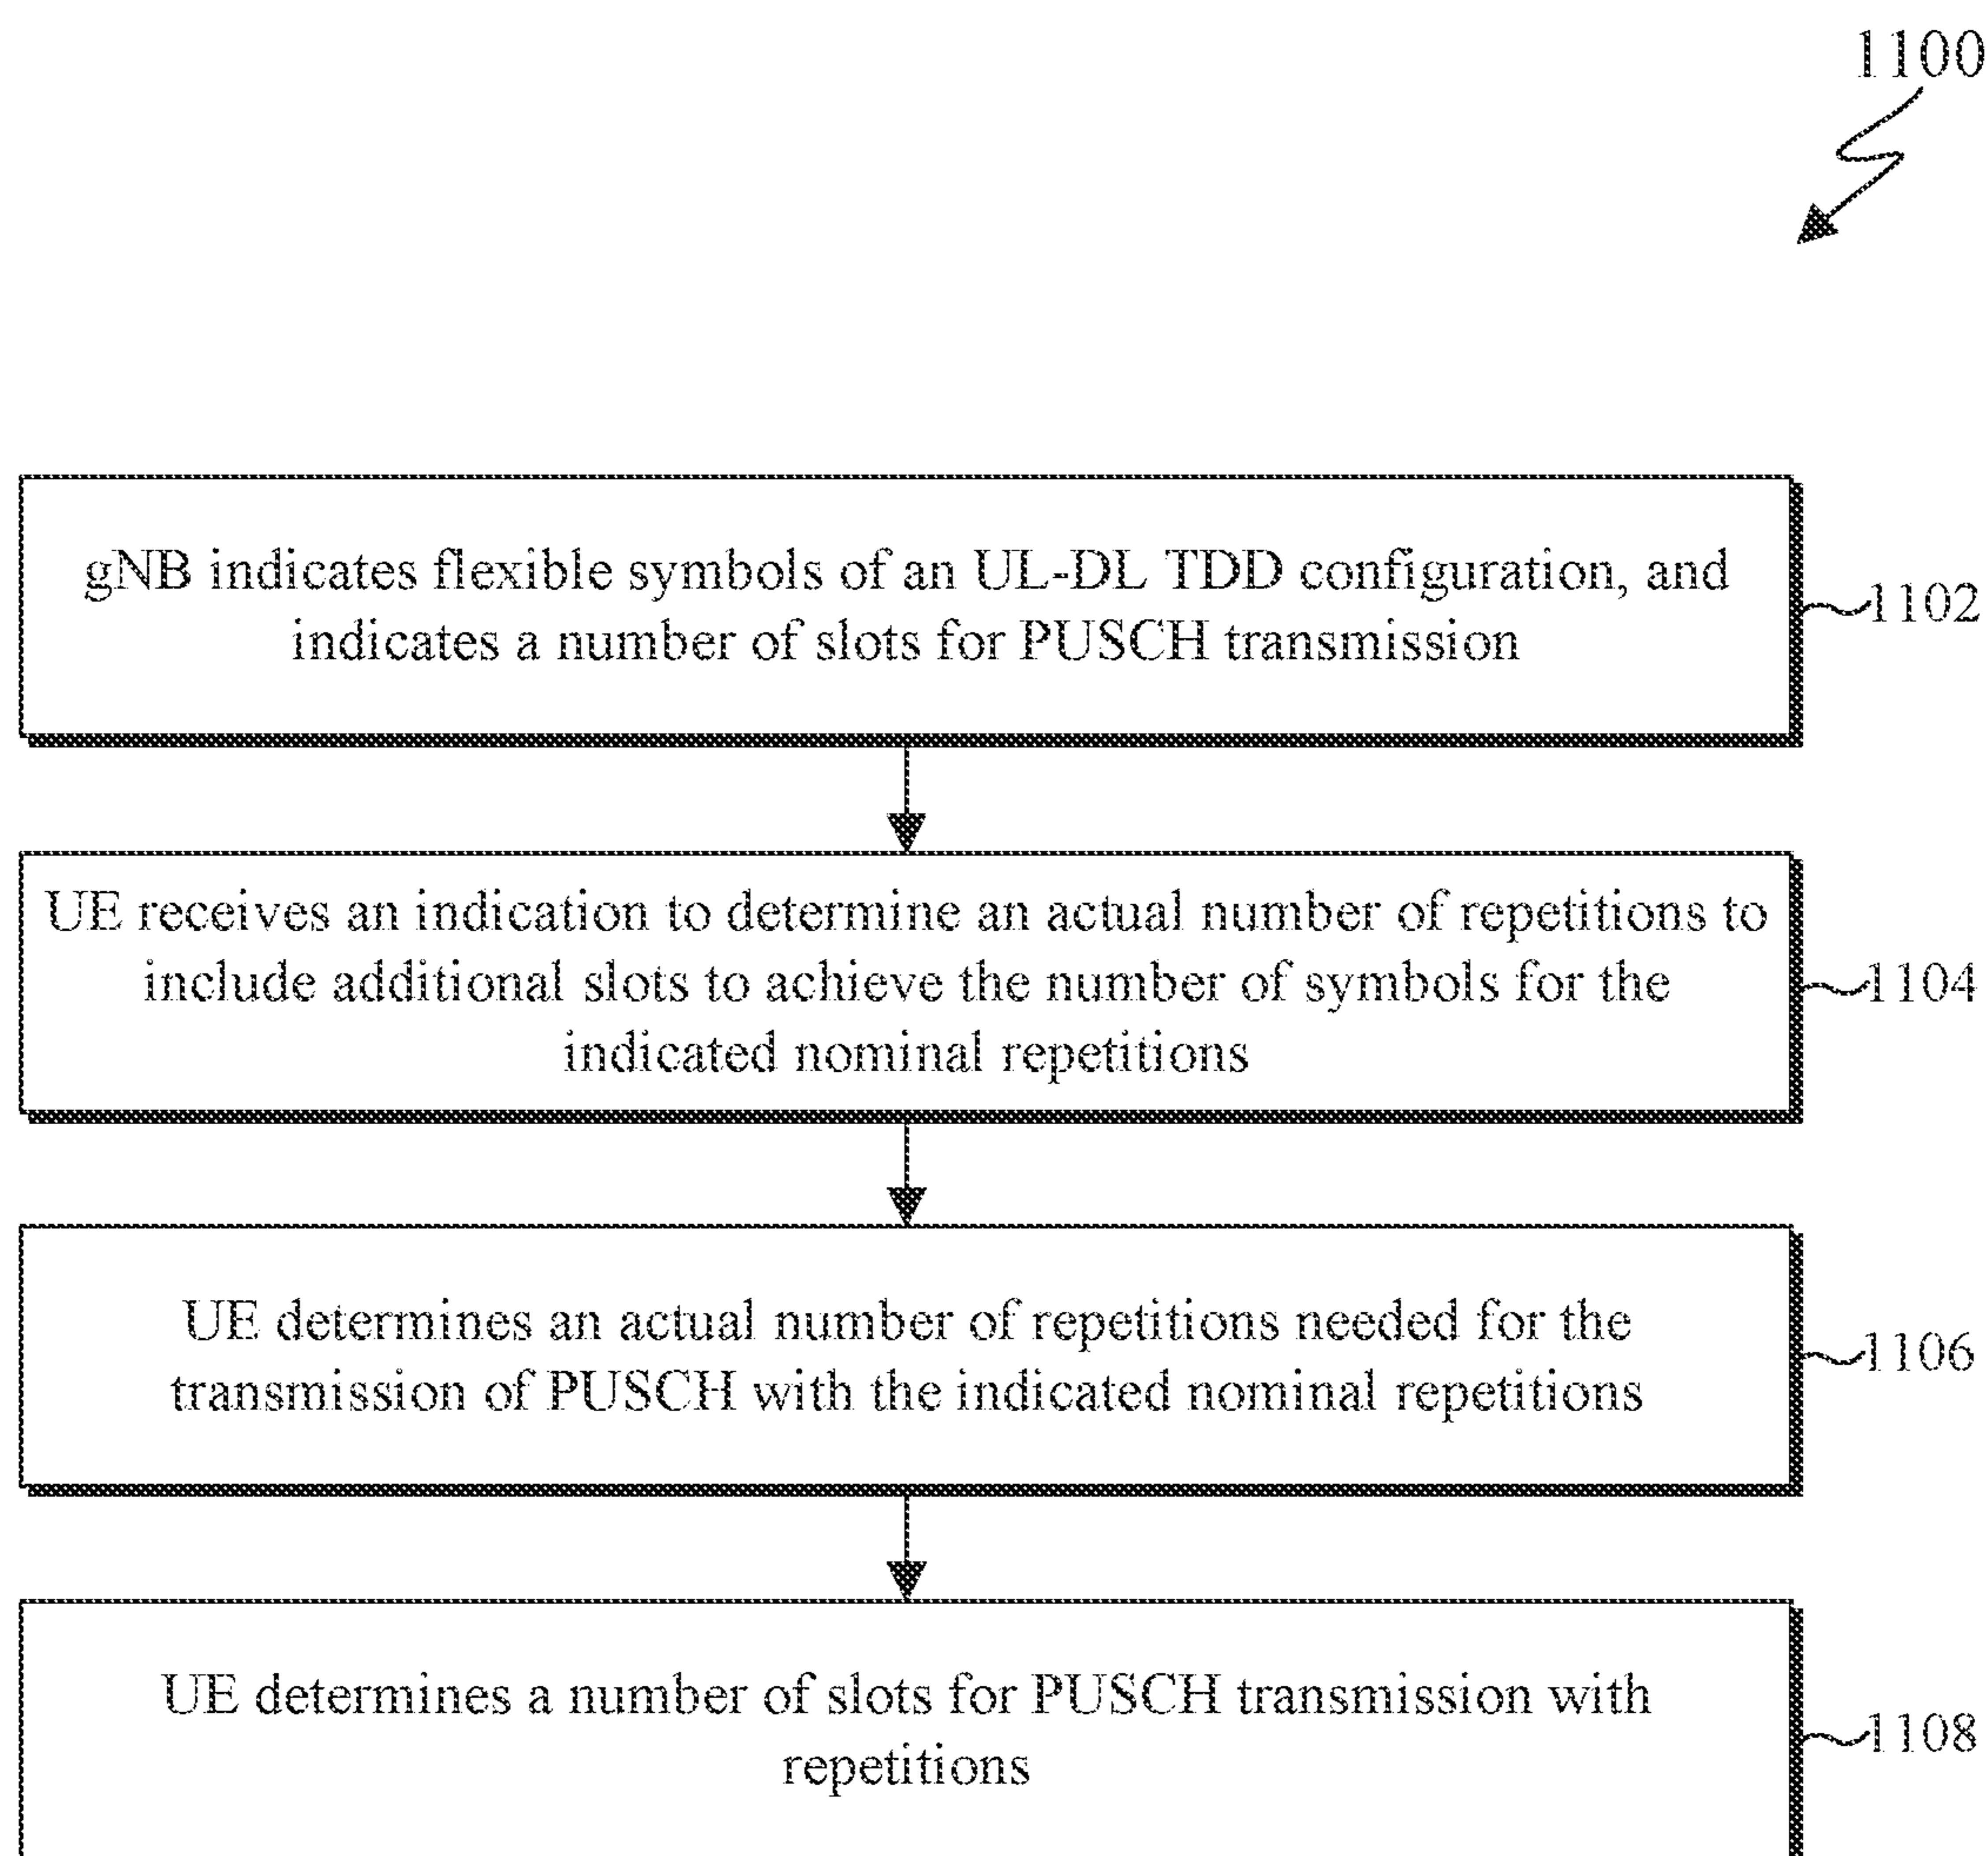 1100
gNB indicates flexible symbols of an UL-DL TDD configuration, and
indicates a number of slots for PUSCH transmission
1102
UE receives an indication to determine an actual number of repetitions to
include additional slots to achieve the number of symbols for the
indicated nominal repetitions
1104
UE determines an actual number of repetitions needed for the
transmission of PUSCH with the indicated nominal repetitions
1106
UE determines a number of slots for PUSCH transmission with
repetitions
1108